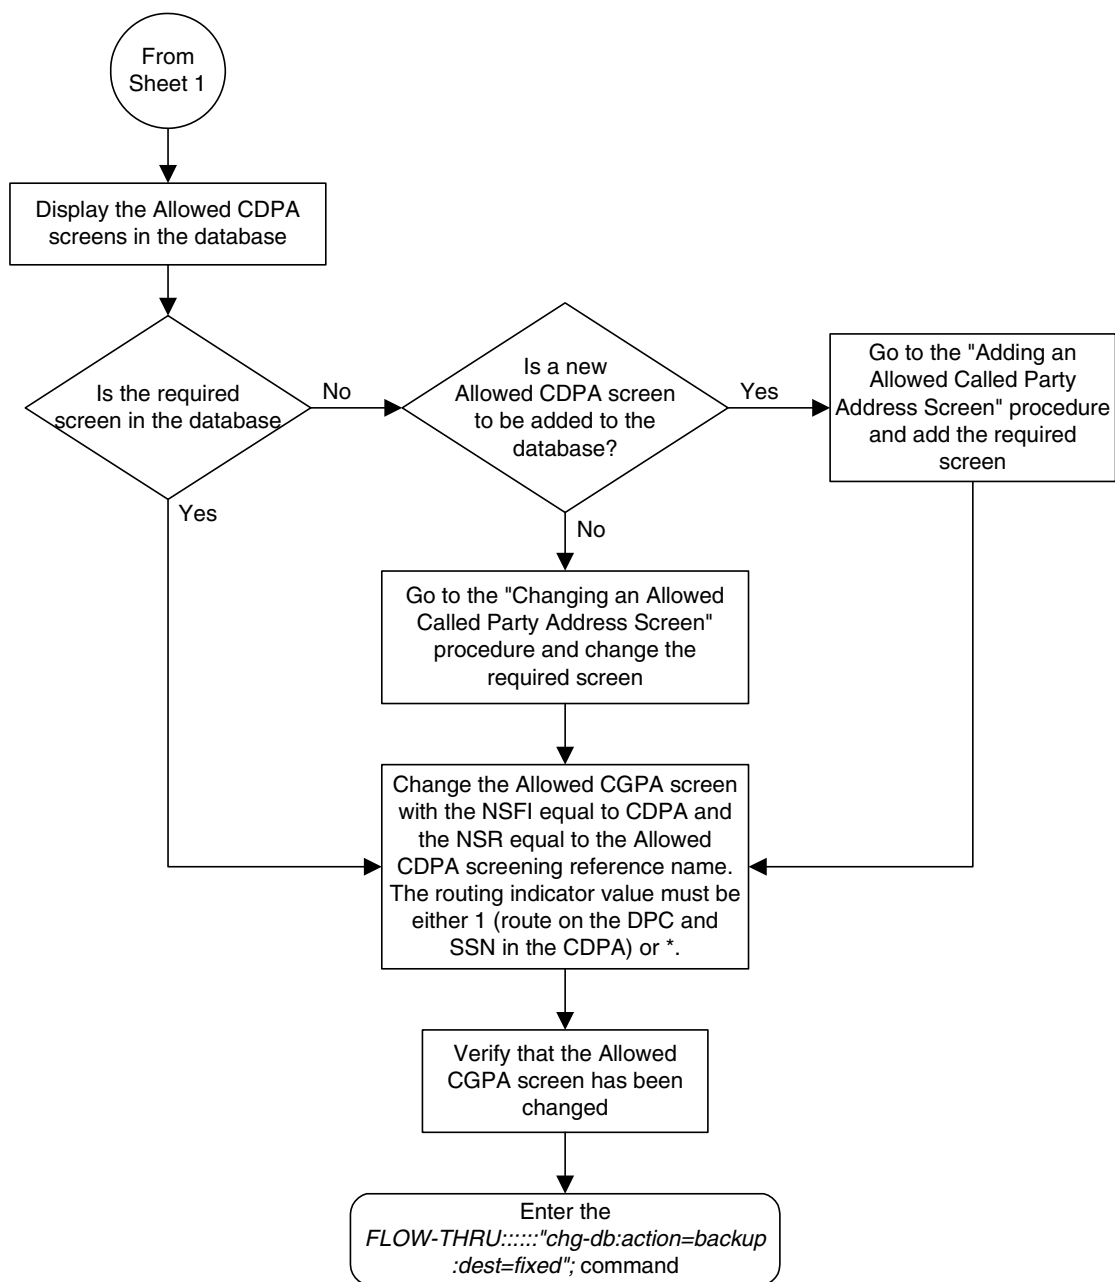 From
Sheet 1
Display the Allowed CDPA
screens in the database
Is the required
screen in the database
No
Yes
Is a new
Allowed CDPA screen
to be added to the
database?
Yes
No
Go to the "Adding an
Allowed Called Party
Address Screen" procedure
and add the required
screen
Go to the "Changing an Allowed
Called Party Address Screen"
procedure and change the
required screen
Change the Allowed CGPA screen
with the NSFI equal to CDPA and
the NSR equal to the Allowed
CDPA screening reference name.
The routing indicator value must be
either 1 (route on the DPC and
SSN in the CDPA) or *.
Verify that the Allowed
CGPA screen has been
changed
Enter the
FLOW-THRU::::::"chg-db:action=backup
:dest=fixed"; command